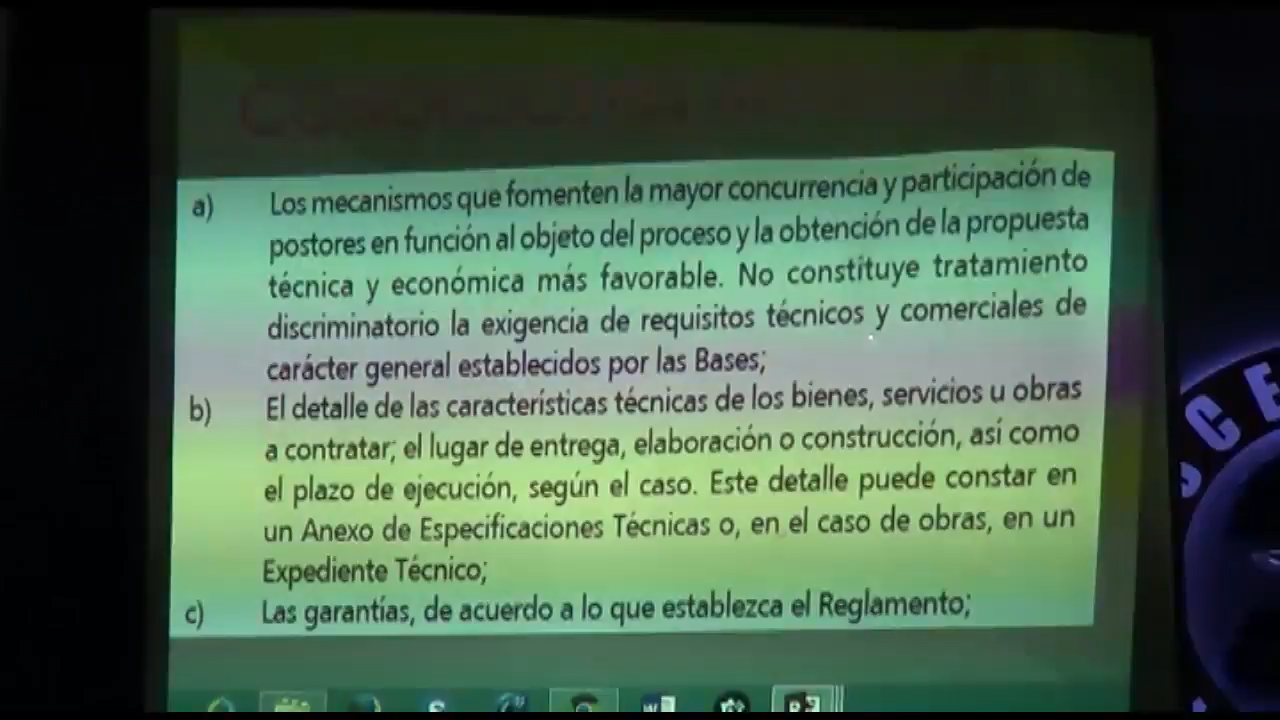 a) Los mecanismos que fomenten la mayor concurrencia y participación de
postores en función al objeto del proceso y la obtención de la propuesta
técnica y económica más favorable. No constituye tratamiento
discriminatorio la exigencia de requisitos técnicos y comerciales de
carácter general establecidos por las Bases;
b) El detalle de las características técnicas de los bienes, servicios u obras
a contratar; el lugar de entrega, elaboración o construcción, así como
el plazo de ejecución, según el caso. Este detalle puede constar en
un Anexo de Especificaciones Técnicas o, en el caso de obras, en un
Expediente Técnico;
c) Las garantías, de acuerdo a lo que establezca el Reglamento;